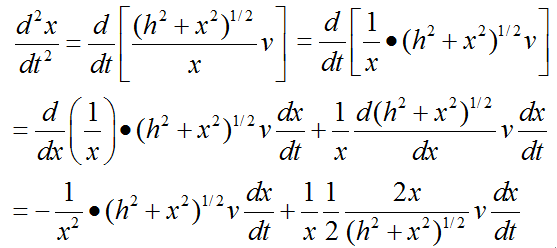 d²x/dt² = d/dt[(h² + x²)^{1/2}/x v] = d/dt[1/x • (h² + x²)^{1/2} v]
= d/dx(1/x) • (h² + x²)^{1/2} v dx/dt + 1/x d(h² + x²)^{1/2}/dx v dx/dt
= −1/x² • (h² + x²)^{1/2} v dx/dt + 1/x 1/2 2x/(h² + x²)^{1/2} v dx/dt